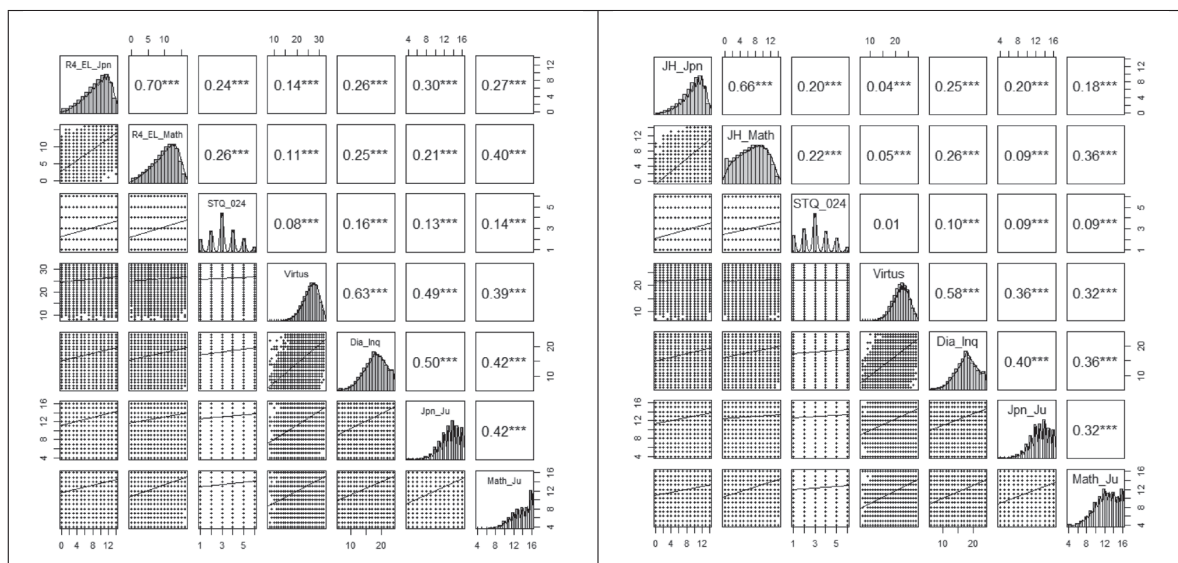 0 5 10 10 20 30 4 8 12 16
R4_EL_Jpn 0.70*** 0.24*** 0.14*** 0.26*** 0.30*** 0.27*** 0 4 8 12
0 5 10 R4_EL_Math 0.26*** 0.11*** 0.25*** 0.21*** 0.40***
STQ_024 0.08*** 0.16*** 0.13*** 0.14*** 1 3 5
10 20 30 Virtus 0.63*** 0.49*** 0.39***
Dia_Inq 0.50*** 0.42*** 10 20
4 8 12 16 Jpn_Ju 0.42***
Math_Ju 4 8 12 16
0 4 8 12 1 3 5 10 20 4 8 12 16
0 4 8 12 10 20 4 8 12 16
JH_Jpn 0.66*** 0.20*** 0.04*** 0.25*** 0.20*** 0.18*** 0 4 8 12
0 4 8 12 JH_Math 0.22*** 0.05*** 0.26*** 0.09*** 0.36***
STQ_024 0.01 0.10*** 0.09*** 0.09*** 1 3 5
10 20 Virtus 0.58*** 0.36*** 0.32***
Dia_Inq 0.40*** 0.36*** 10 20
4 8 12 16 Jpn_Ju 0.32***
Math_Ju 4 8 12 16
0 4 8 12 1 3 5 10 20 4 8 12 16